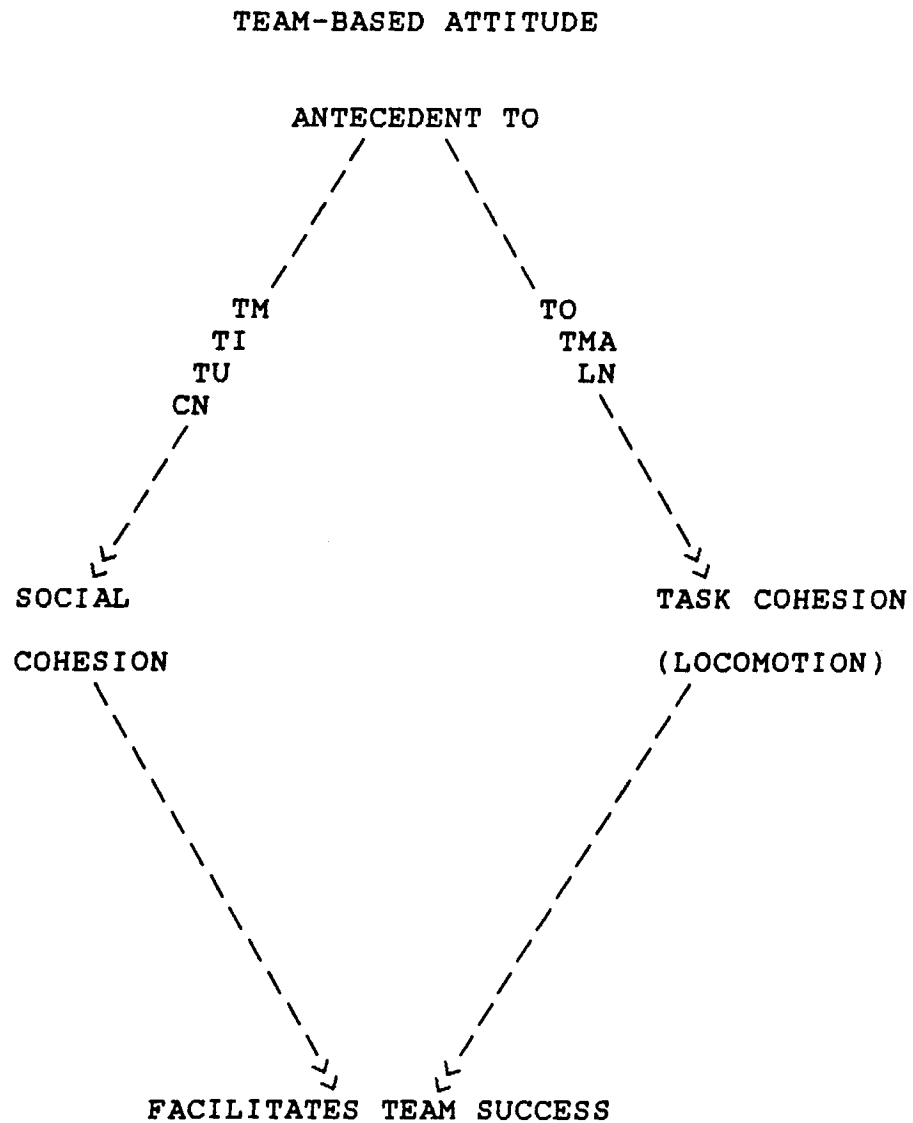 TEAM-BASED ATTITUDE
ANTECEDENT TO
TM
TI
TU
CN
TO
TMA
LN
SOCIAL
COHESION
TASK COHESION
(LOCOMOTION)
FACILITATES TEAM SUCCESS